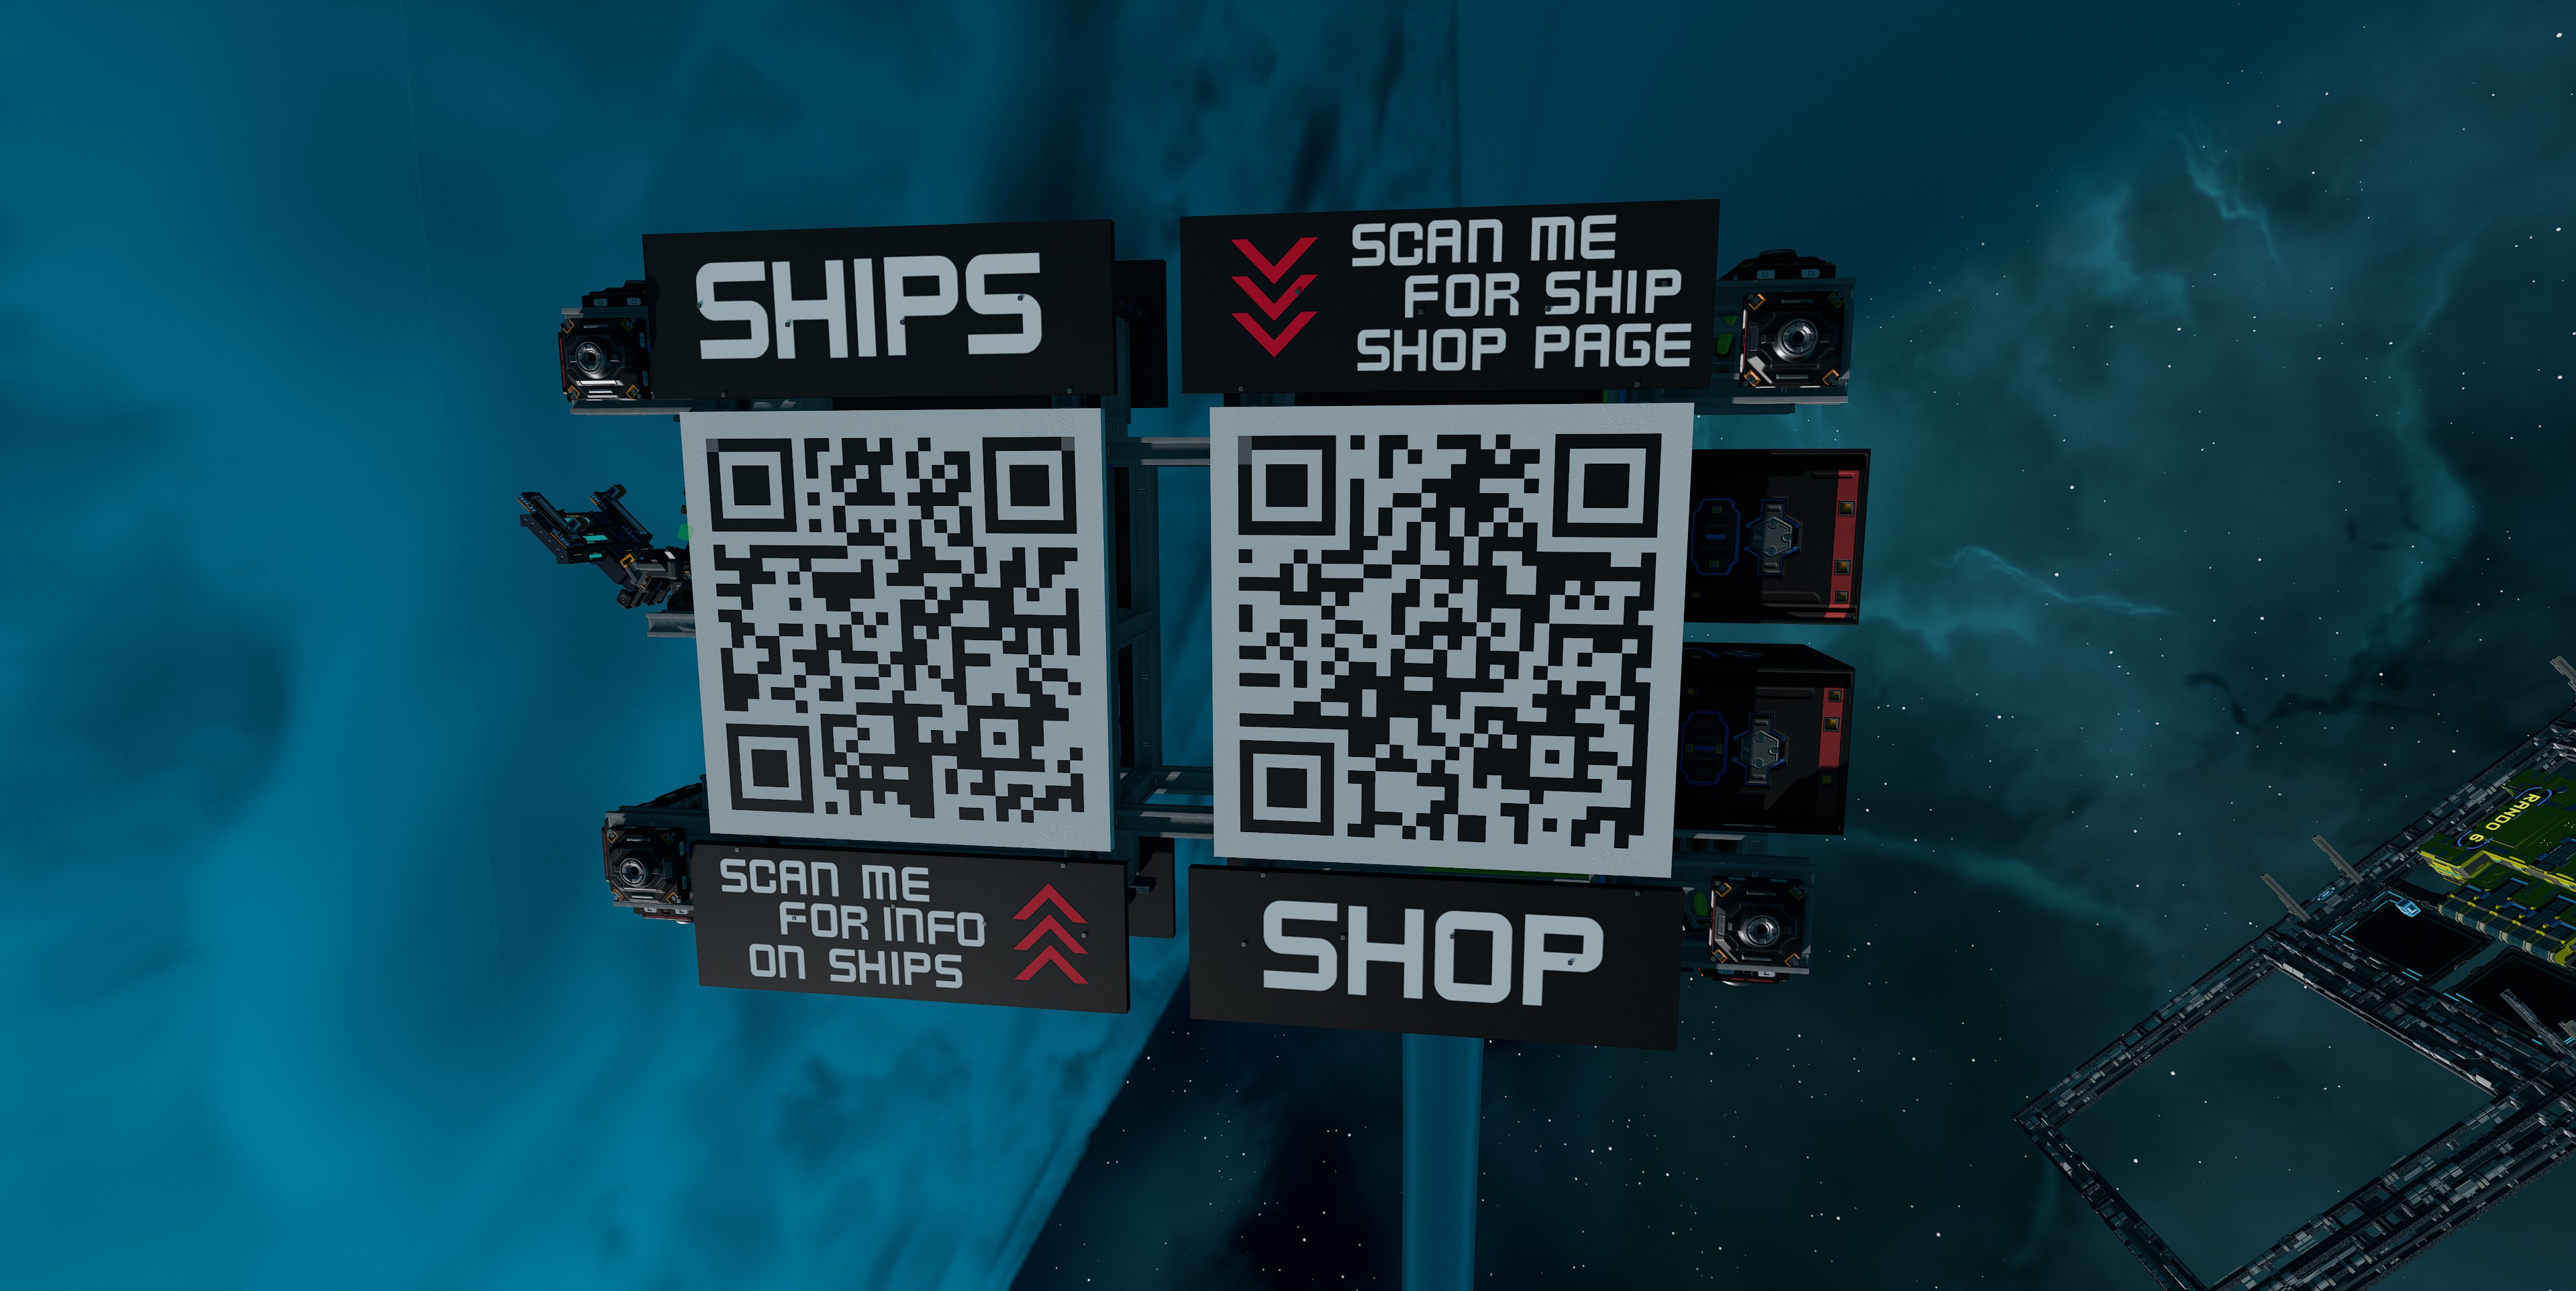 SHIPS
SCAN ME
FOR INFO
ON SHIPS
SCAN ME
FOR SHIP
SHOP PAGE
SHOP
RANDO 6